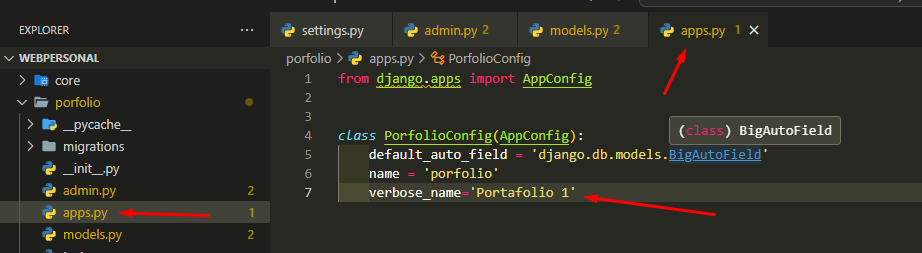 EXPLORER
···
settings.py
admin.py 2
models.py 2
apps.py 1
WEBPERSONAL
porfolio > apps.py > PorfolioConfig
core
1 from django.apps import AppConfig
porfolio
2
__pycache__
3
migrations
4 class PorfolioConfig(AppConfig):
(class) BigAutoField
__init__.py
5 default_auto_field = 'django.db.models.BigAutoField'
admin.py 2
6 name = 'porfolio'
apps.py 1
7 verbose_name='Portafolio 1'
models.py 2